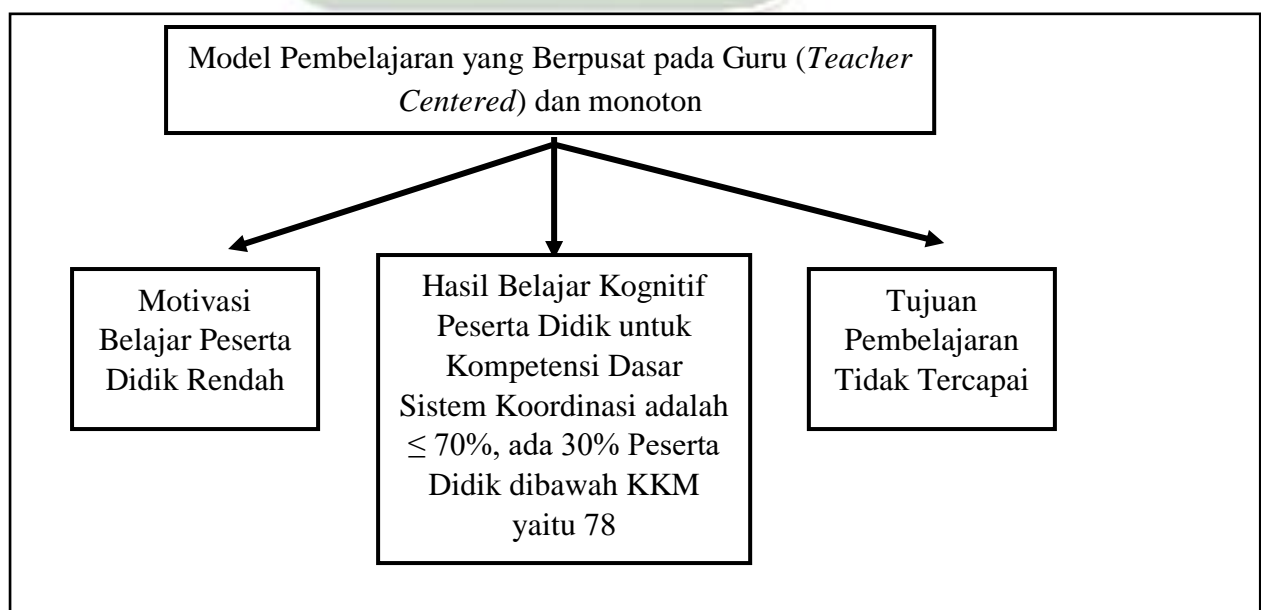 Model Pembelajaran yang Berpusat pada Guru (Teacher
Centered) dan monoton
Motivasi
Belajar Peserta
Didik Rendah
Hasil Belajar Kognitif
Peserta Didik untuk
Kompetensi Dasar
Sistem Koordinasi adalah
≤ 70%, ada 30% Peserta
Didik dibawah KKM
yaitu 78
Tujuan
Pembelajaran
Tidak Tercapai